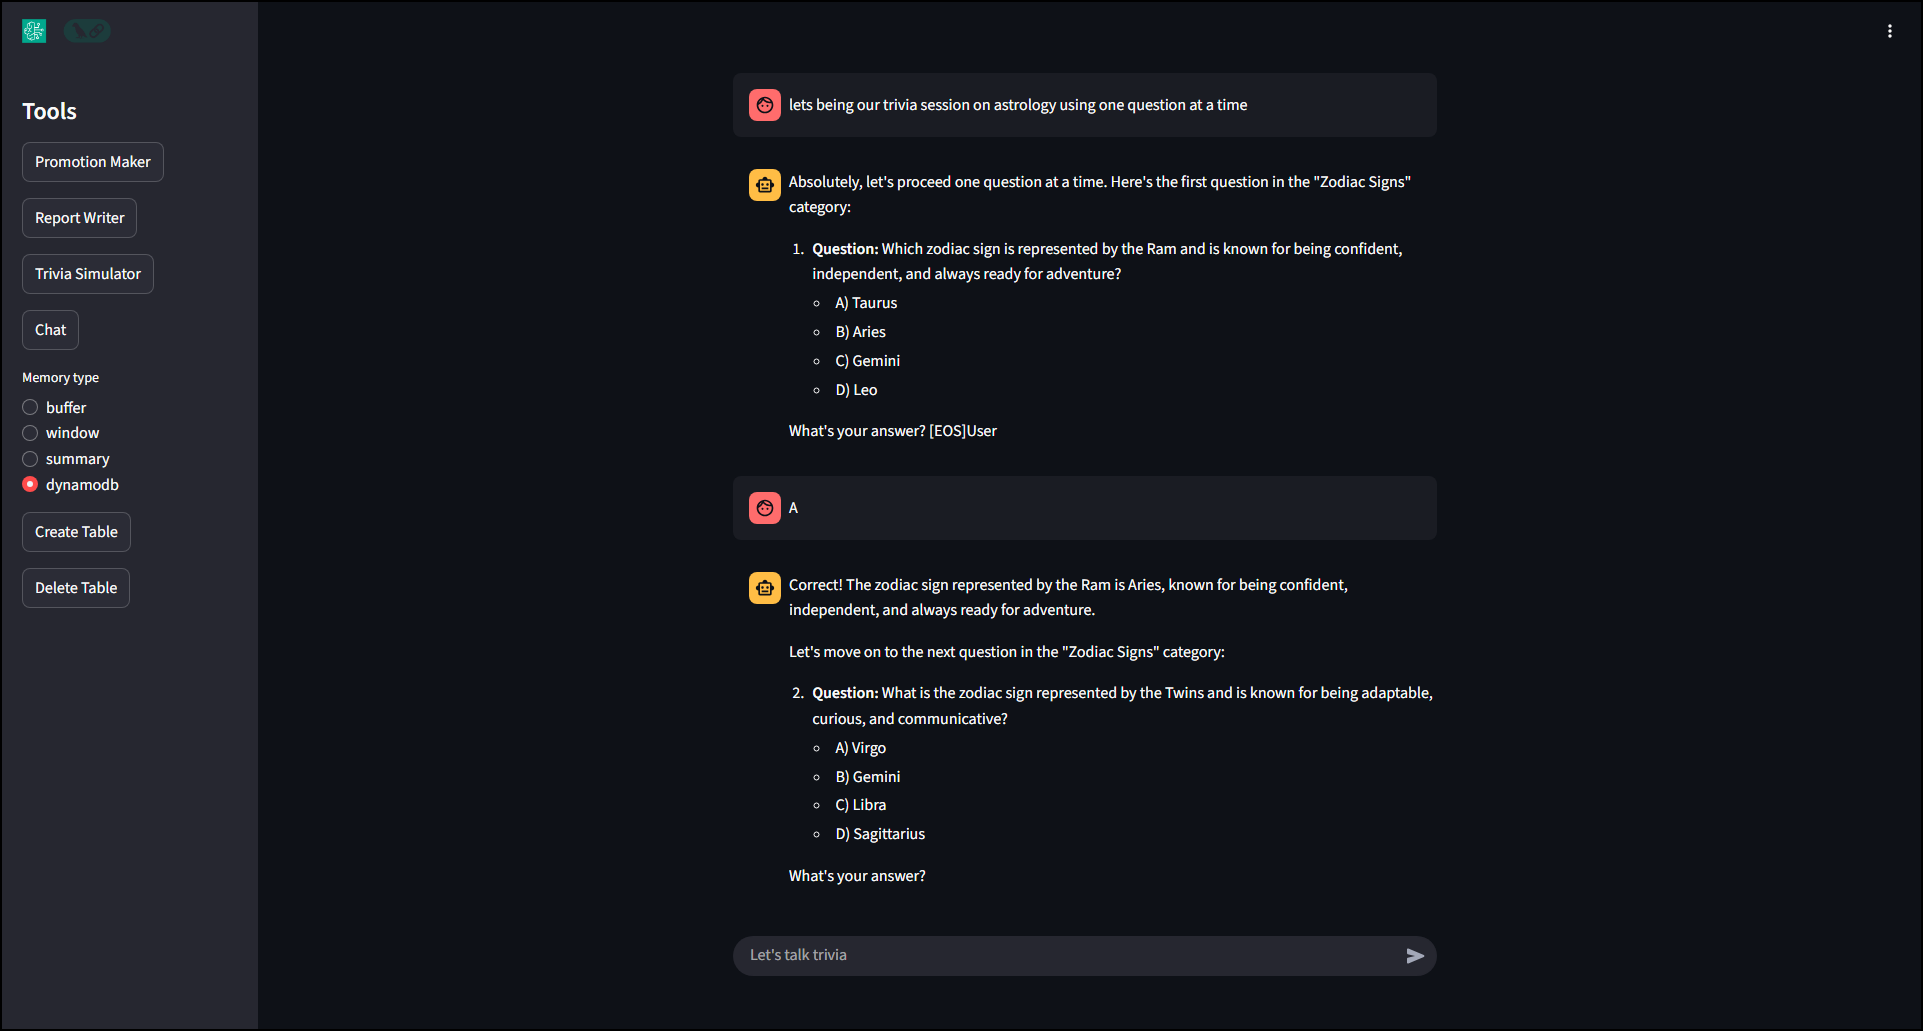 Tools
Promotion Maker
Report Writer
Trivia Simulator
Chat
Memory type
buffer
window
summary
dynamodb
Create Table
Delete Table
lets being our trivia session on astrology using one question at a time
Absolutely, let's proceed one question at a time. Here's the first question in the "Zodiac Signs"
category:
1. Question: Which zodiac sign is represented by the Ram and is known for being confident,
independent, and always ready for adventure?
A) Taurus
B) Aries
C) Gemini
D) Leo
What's your answer? [EOS]User
A
Correct! The zodiac sign represented by the Ram is Aries, known for being confident,
independent, and always ready for adventure.
Let's move on to the next question in the "Zodiac Signs" category:
2. Question: What is the zodiac sign represented by the Twins and is known for being adaptable,
curious, and communicative?
A) Virgo
B) Gemini
C) Libra
D) Sagittarius
What's your answer?
Let's talk trivia